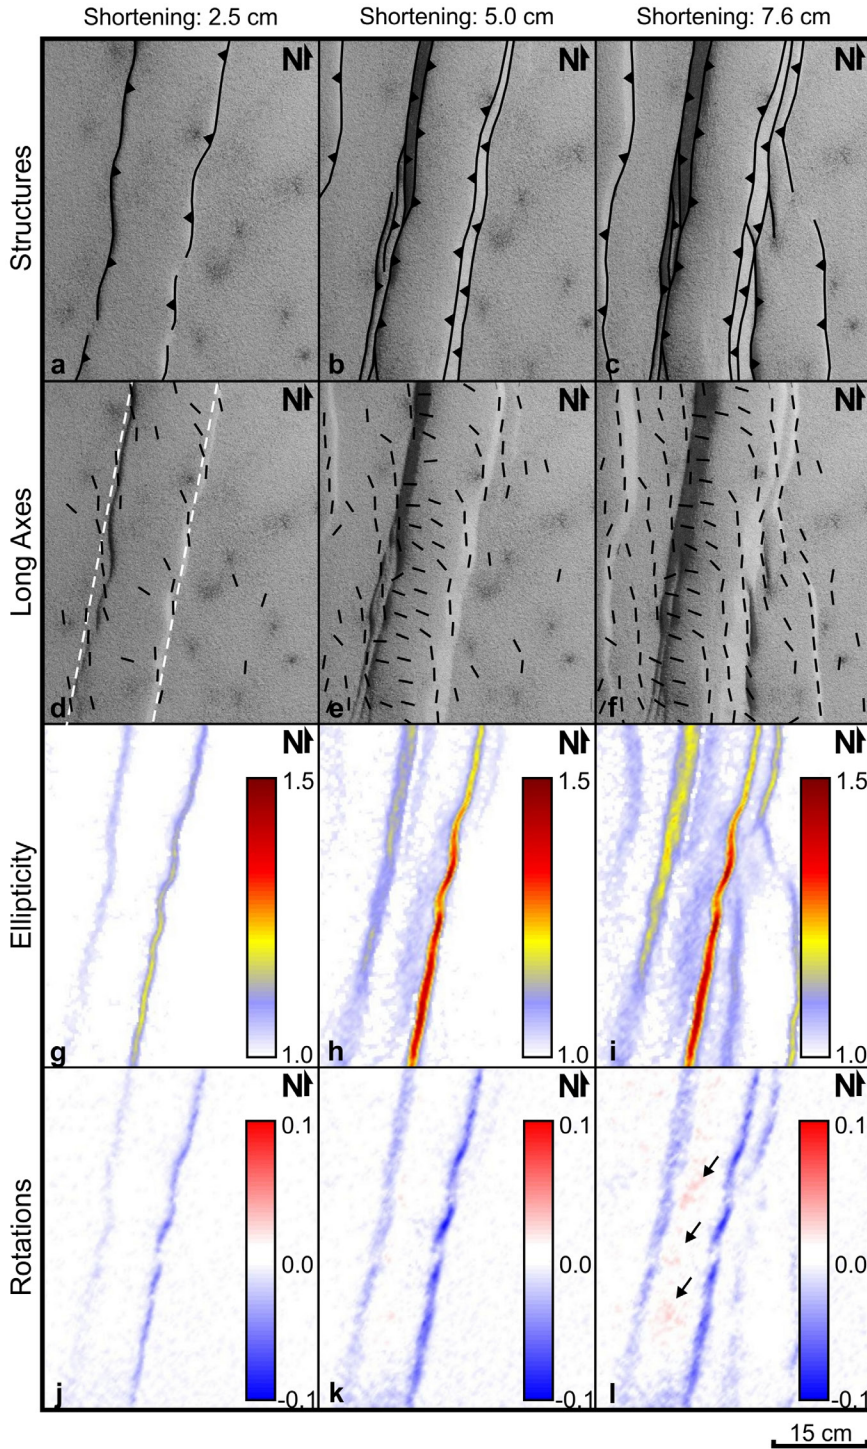 Shortening: 2.5 cm
Shortening: 5.0 cm
Shortening: 7.6 cm
Structures
N
N
N
a
b
c
Long Axes
N
N
N
d
e
f
Ellipticity
N
N
N
1.5
1.5
1.5
1.0
1.0
1.0
g
h
i
Rotations
N
N
N
0.1
0.1
0.1
0.0
0.0
0.0
-0.1
-0.1
-0.1
j
k
l
15 cm